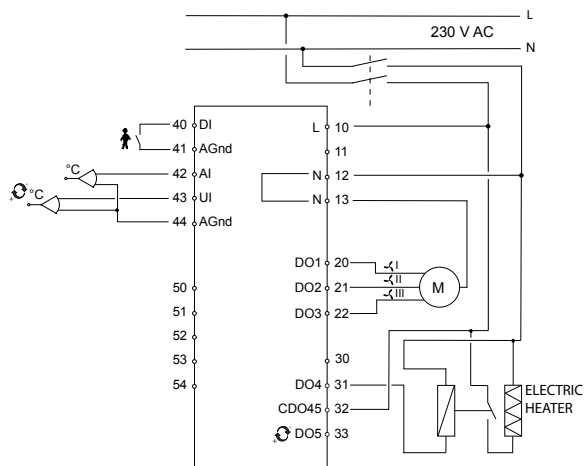 L
230 V AC
N
40 DI
41 AGnd
°C
42 AI
°C
43 UI
44 AGnd
50
51
52
53
54
L 10
11
N 12
N 13
DO1 20
I
DO2 21
II
M
DO3 22
III
30
DO4 31
CDO45 32
DO5 33
ELECTRIC
HEATER